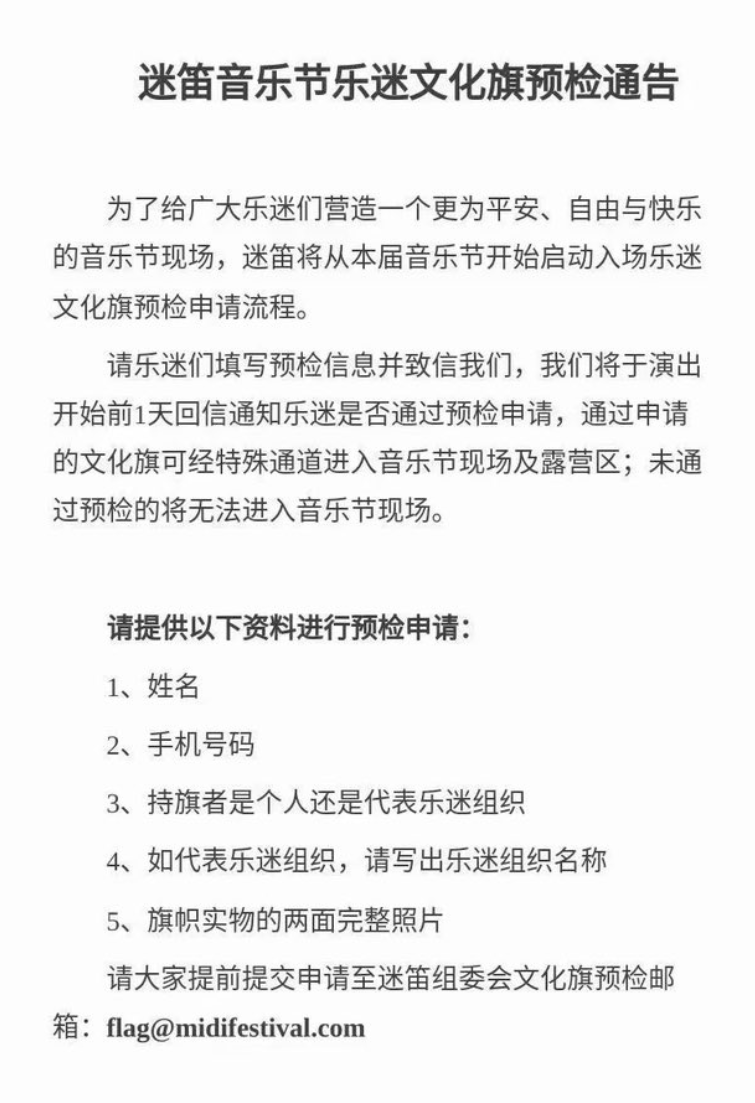 迷笛音乐节乐迷文化旗预检通告
为了给广大乐迷们营造一个更为平安、自由与快乐
的音乐节现场，迷笛将从本届音乐节开始启动入场乐迷
文化旗预检申请流程。
请乐迷们填写预检信息并致信我们，我们将于演出
开始前1天回信通知乐迷是否通过预检申请，通过申请
的文化旗可经特殊通道进入音乐节现场及露营区；未通
过预检的将无法进入音乐节现场。
请提供以下资料进行预检申请：
1、姓名
2、手机号码
3、持旗者是个人还是代表乐迷组织
4、如代表乐迷组织，请写出乐迷组织名称
5、旗帜实物的两面完整照片
请大家提前提交申请至迷笛组委会文化旗预检邮
箱：flag@midifestival.com